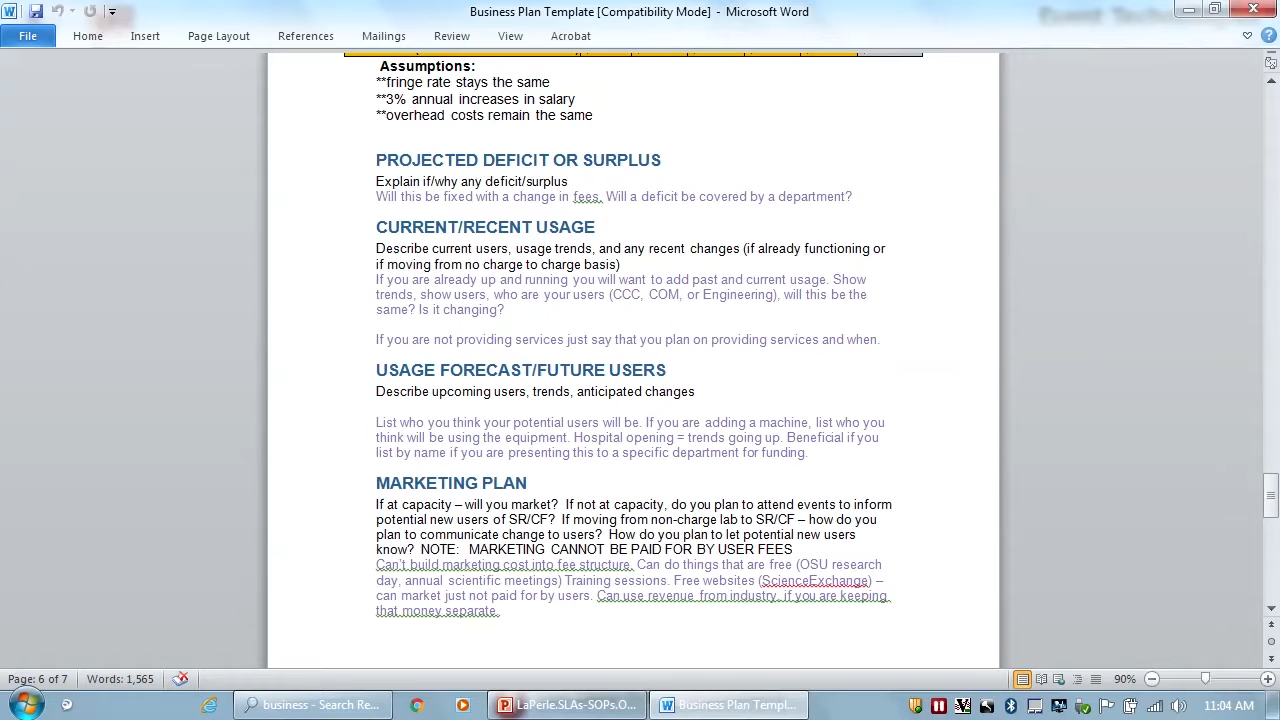 Business Plan Template [Compatibility Mode] - Microsoft Word
File Home Insert Page Layout References Mailings Review View Acrobat
Assumptions:
**fringe rate stays the same
**3% annual increases in salary
**overhead costs remain the same
PROJECTED DEFICIT OR SURPLUS
Explain if/why any deficit/surplus
Will this be fixed with a change in fees. Will a deficit be covered by a department?
CURRENT/RECENT USAGE
Describe current users, usage trends, and any recent changes (if already functioning or
if moving from no charge to charge basis)
If you are already up and running you will want to add past and current usage. Show
trends, show users, who are your users (CCC, COM, or Engineering), will this be the
same? Is it changing?
If you are not providing services just say that you plan on providing services and when.
USAGE FORECAST/FUTURE USERS
Describe upcoming users, trends, anticipated changes
List who you think your potential users will be. If you are adding a machine, list who you
think will be using the equipment. Hospital opening = trends going up. Beneficial if you
list by name if you are presenting this to a specific department for funding.
MARKETING PLAN
If at capacity – will you market? If not at capacity, do you plan to attend events to inform
potential new users of SR/CF? If moving from non-charge lab to SR/CF – how do you
plan to communicate change to users? How do you plan to let potential new users
know? NOTE: MARKETING CANNOT BE PAID FOR BY USER FEES
Can't build marketing cost into fee structure. Can do things that are free (OSU research
day, annual scientific meetings) Training sessions. Free websites (ScienceExchange) –
can market just not paid for by users. Can use revenue from industry, if you are keeping
that money separate.
Page: 6 of 7 Words: 1,565 90%
business - Search Re... LaPerle.SLAs-SOPs.O... Business Plan Templ... 11:04 AM